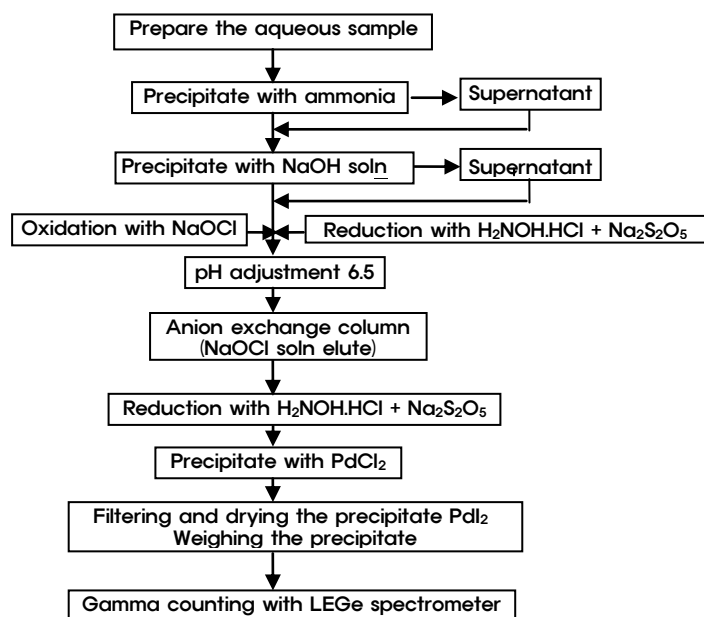 Prepare the aqueous sample
Precipitate with ammonia
Supernatant
Precipitate with NaOH soln
Supernatant
Oxidation with NaOCl
Reduction with H₂NOH.HCl + Na₂S₂O₅
pH adjustment 6.5
Anion exchange column
(NaOCl soln elute)
Reduction with H₂NOH.HCl + Na₂S₂O₅
Precipitate with PdCl₂
Filtering and drying the precipitate PdI₂
Weighing the precipitate
Gamma counting with LEGe spectrometer